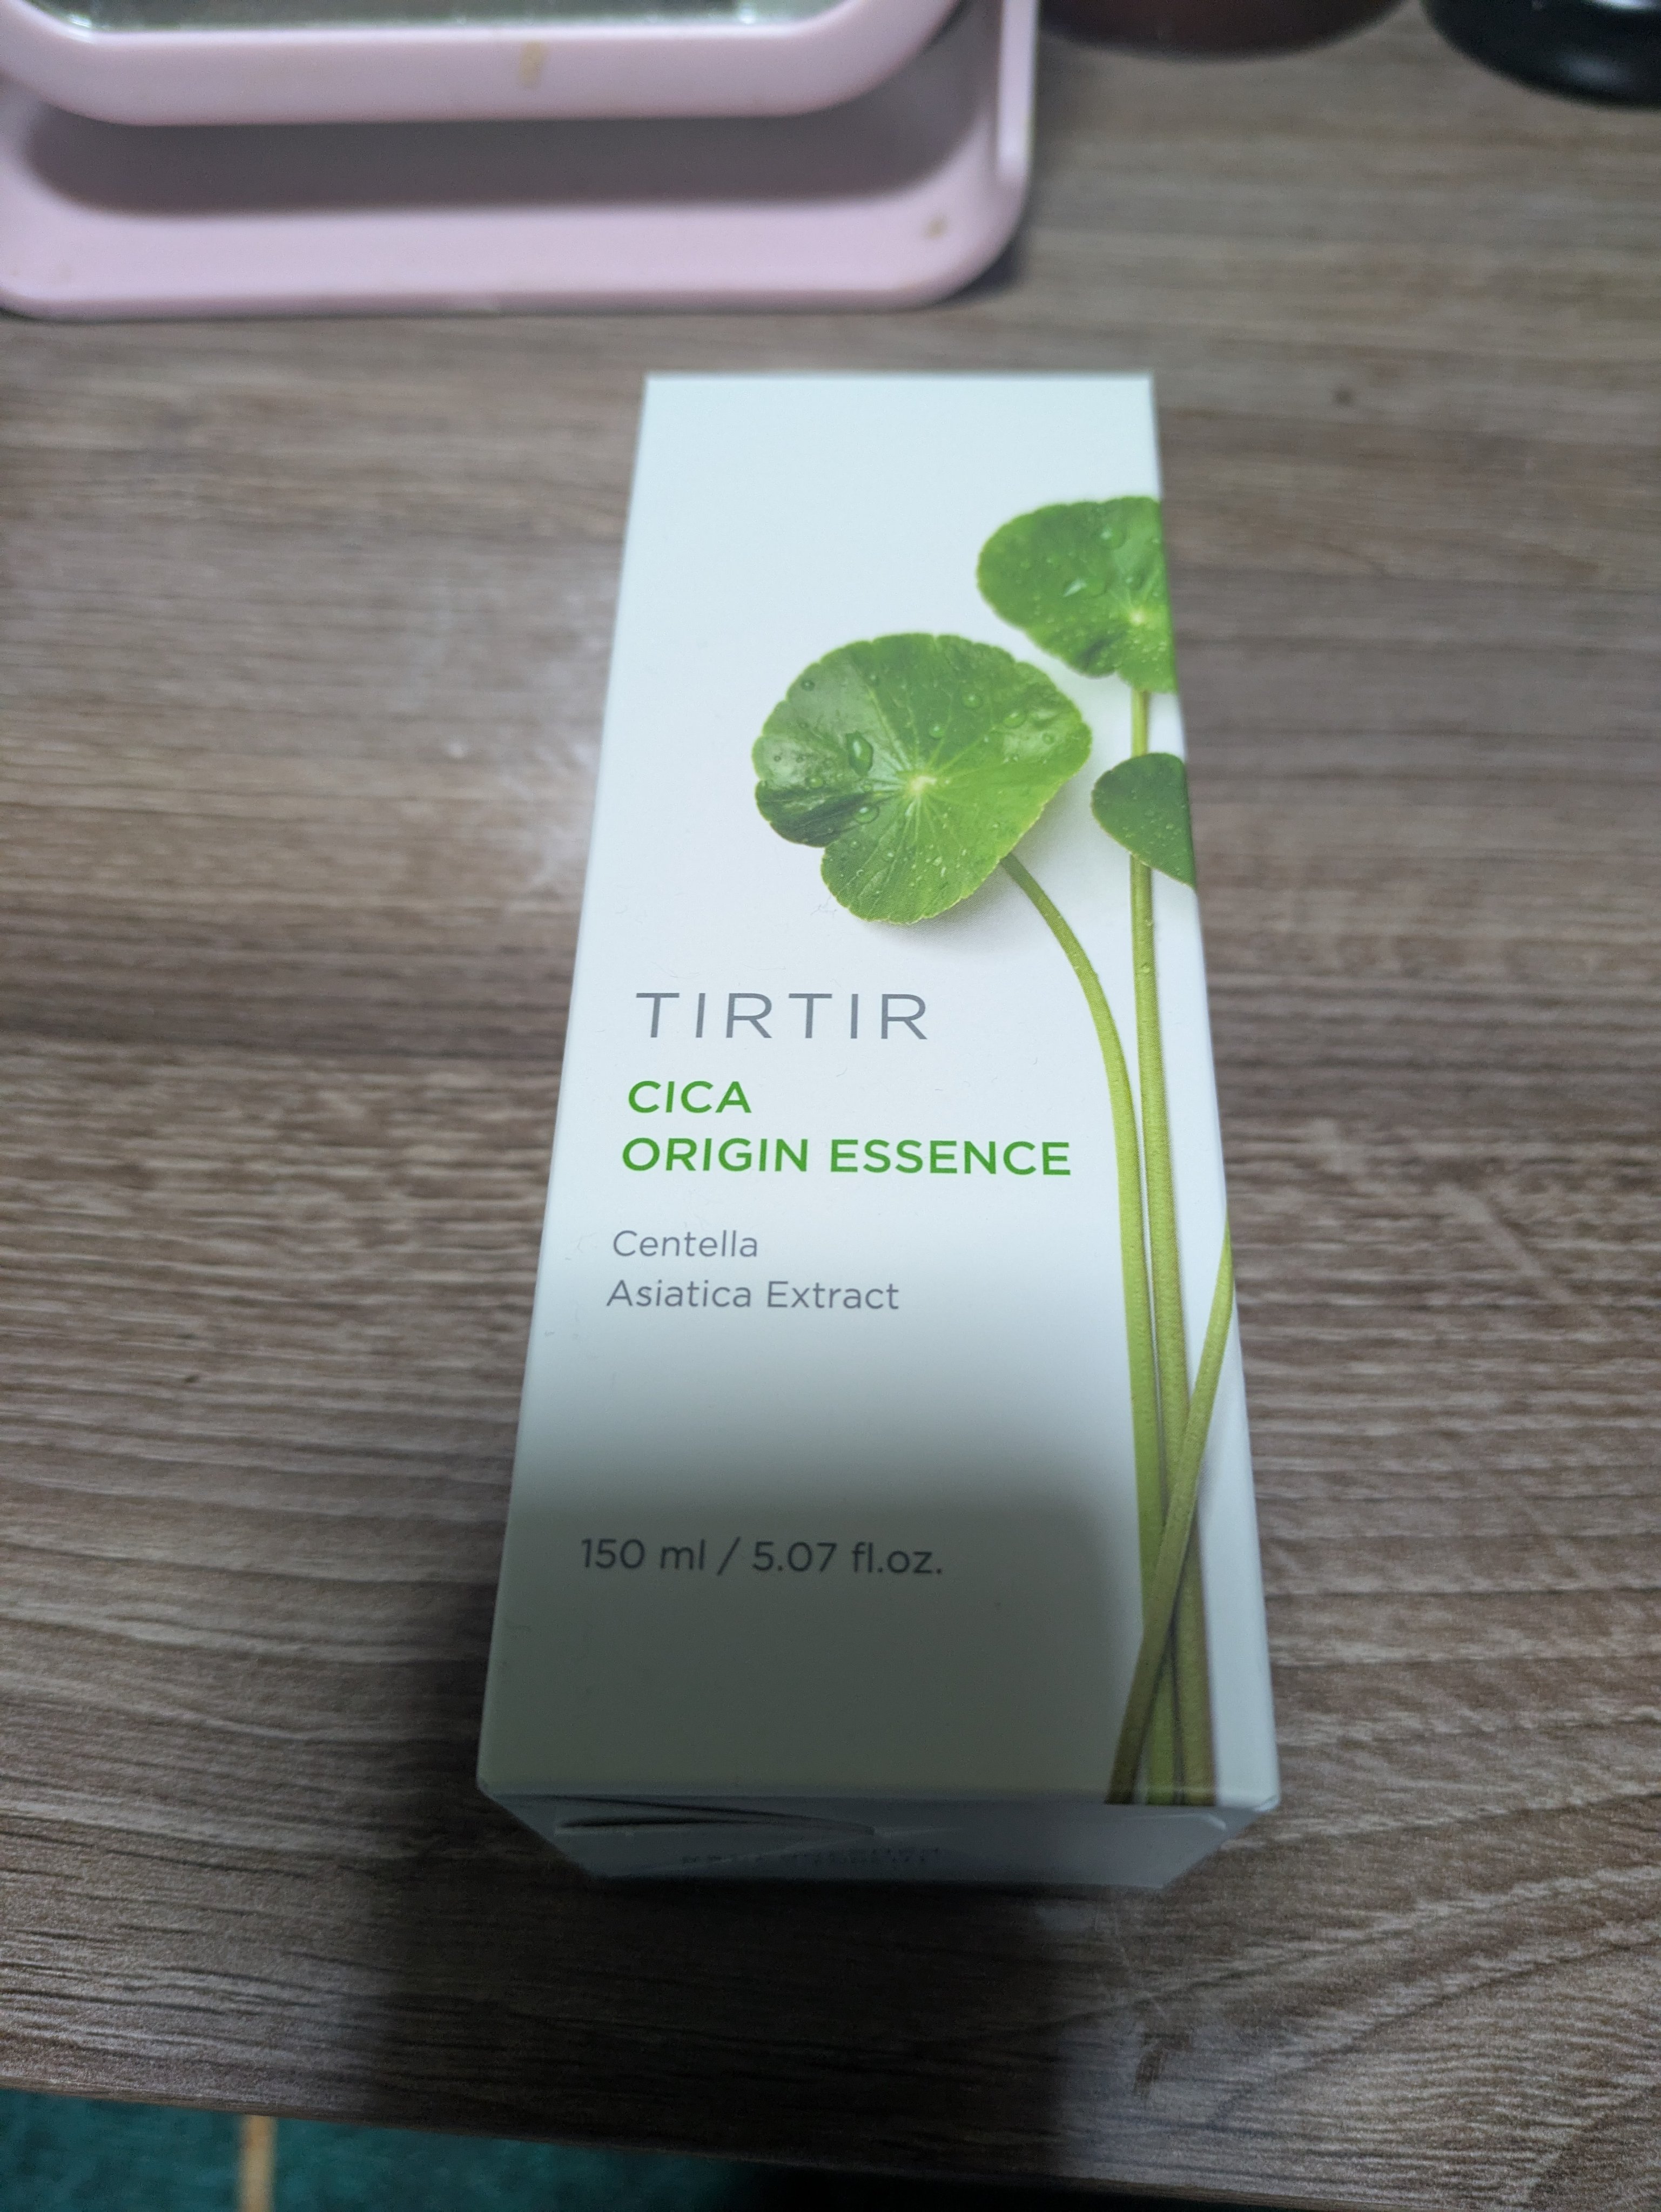 TIRTIR
CICA
ORIGIN ESSENCE
Centella
Asiatica Extract
150 ml / 5.07 fl.oz.